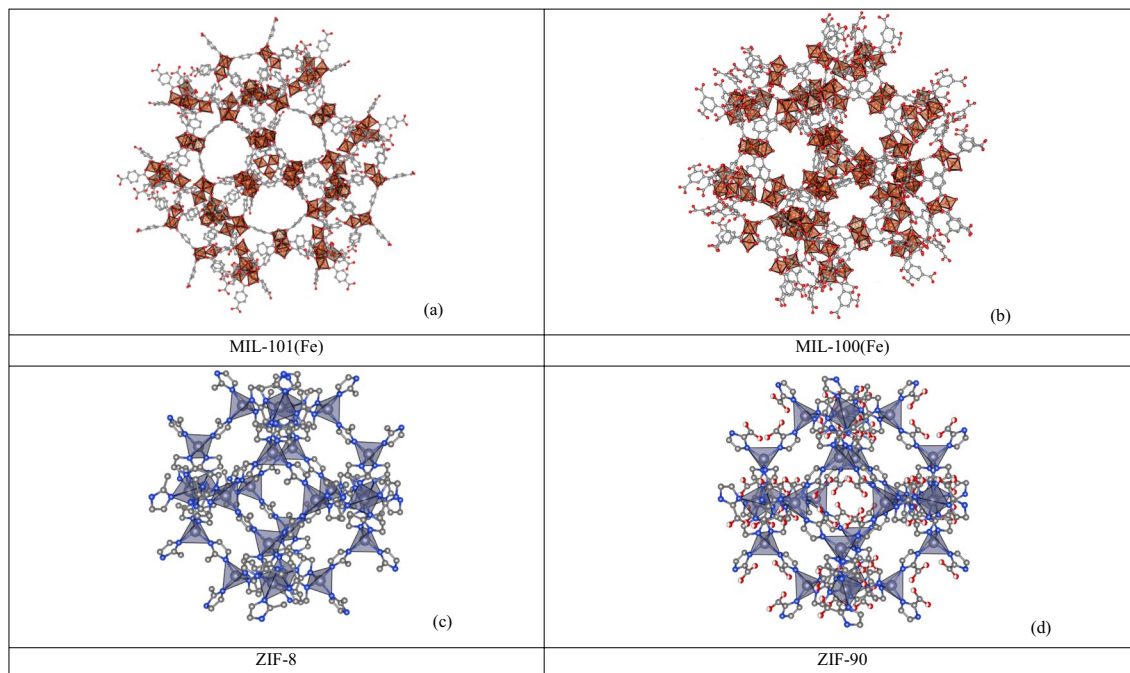 (a)
(b)
MIL-101(Fe)
MIL-100(Fe)
(c)
(d)
ZIF-8
ZIF-90